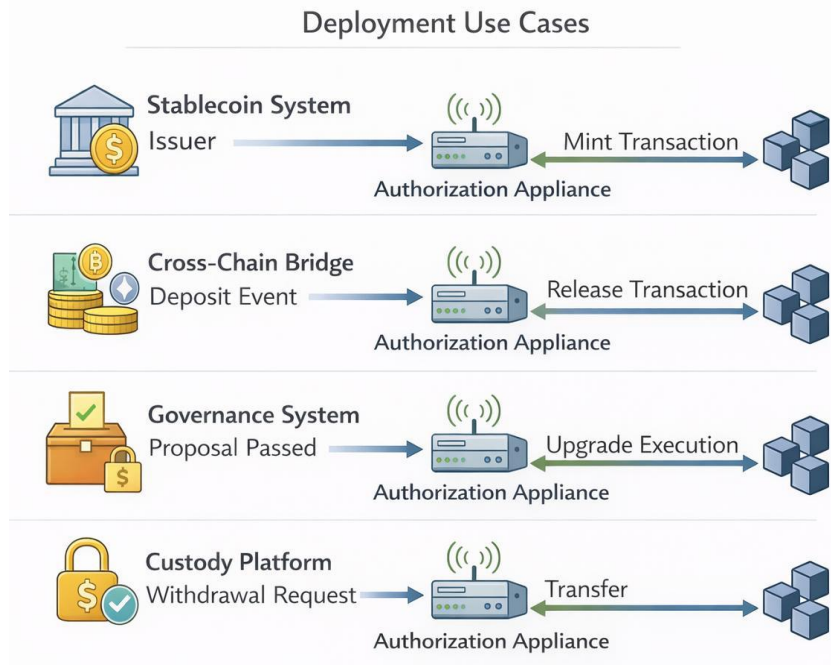 Deployment Use Cases
Stablecoin System
Issuer
Mint Transaction
Authorization Appliance
Cross-Chain Bridge
Deposit Event
Release Transaction
Authorization Appliance
Governance System
Proposal Passed
Upgrade Execution
Authorization Appliance
Custody Platform
Withdrawal Request
Transfer
Authorization Appliance